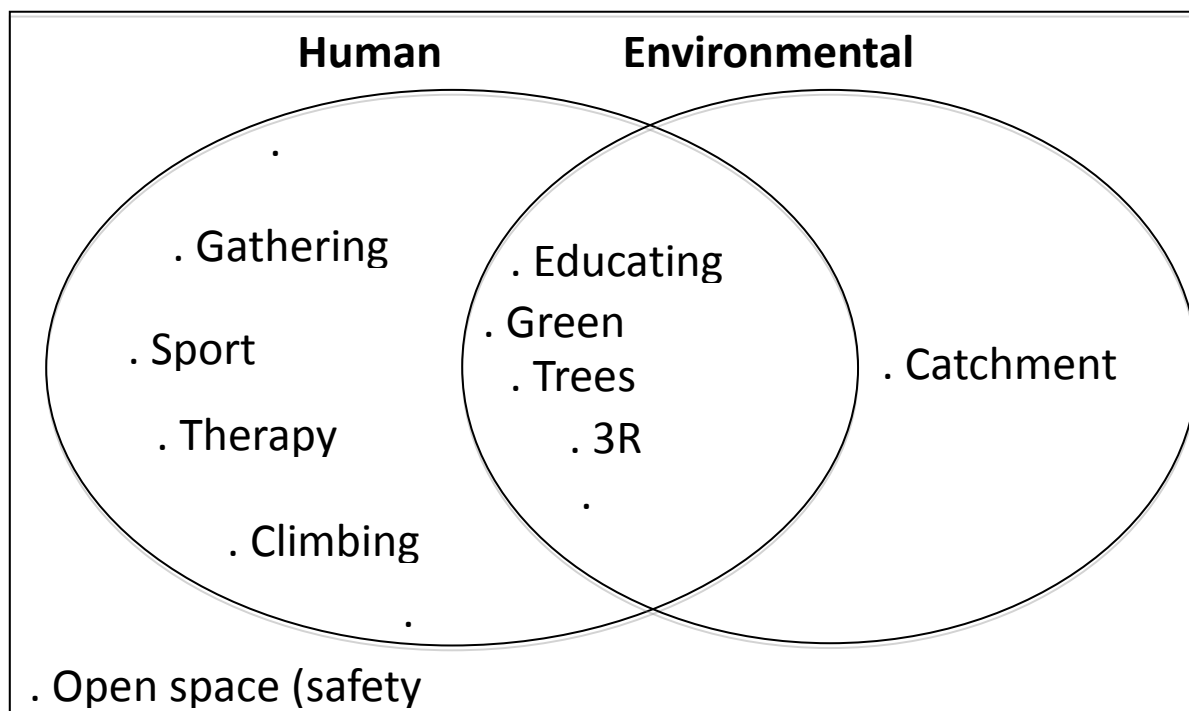 Human Environmental
.
. Gathering
. Educating
. Green
. Sport
. Trees
. Catchment
. Therapy
. 3R
.
. Climbing
.
. Open space (safety